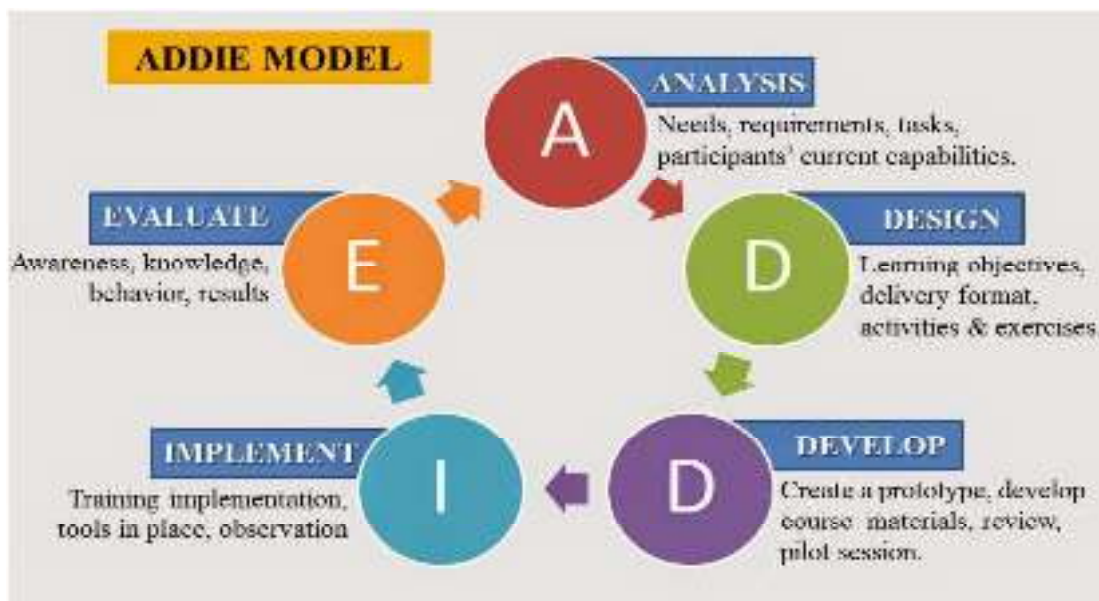 ADDIE MODEL
A
ANALYSIS
Needs, requirements, tasks,
participants' current capabilities.
D
DESIGN
Learning objectives,
delivery format,
activities & exercises.
D
DEVELOP
Create a prototype, develop
course materials, review,
pilot session.
I
IMPLEMENT
Training implementation,
tools in place, observation
E
EVALUATE
Awareness, knowledge,
behavior, results